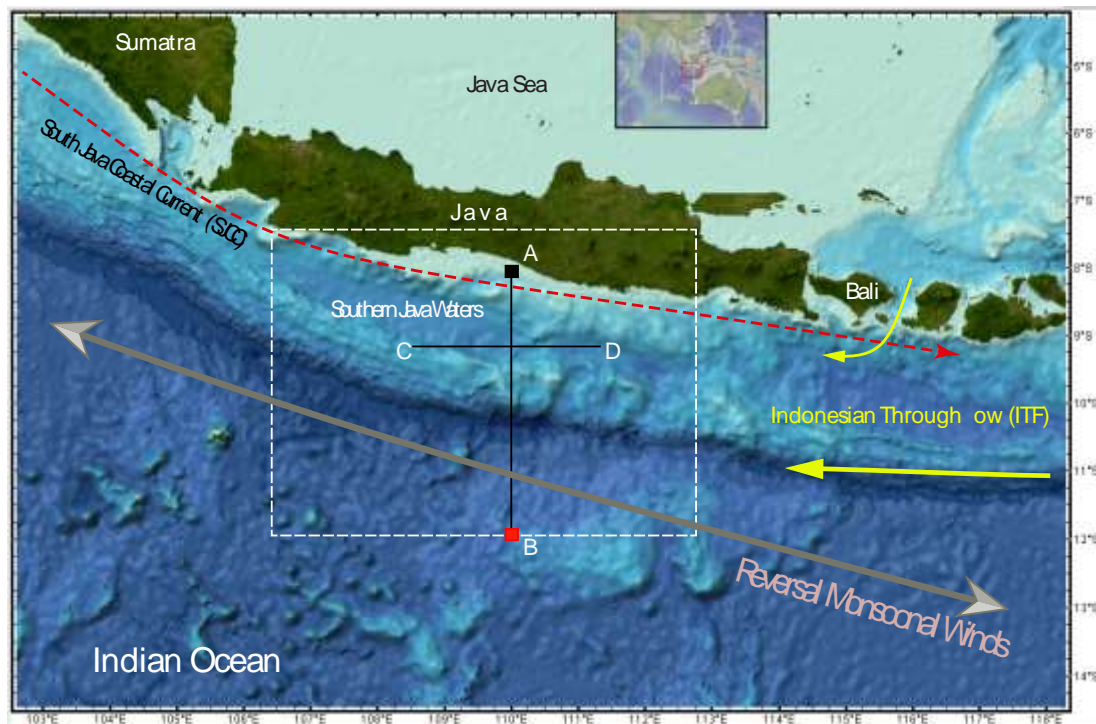 Sumatra
Java Sea
South Java Coastal Current (SJCC)
Java
A
Bali
Southern Java Waters
C
D
Indonesian Through ow (ITF)
B
Reversal Monsoonal Winds
Indian Ocean
5°S
6°S
7°S
8°S
9°S
10°S
11°S
12°S
13°S
14°S
103°E 104°E 105°E 106°E 107°E 108°E 109°E 110°E 111°E 112°E 113°E 114°E 115°E 116°E 117°E 118°E